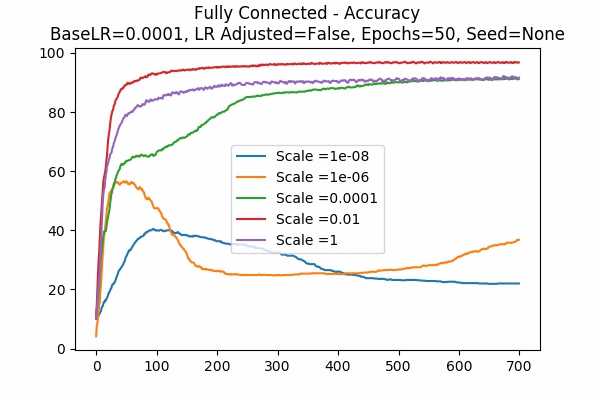 Fully Connected - Accuracy
BaseLR=0.0001, LR Adjusted=False, Epochs=50, Seed=None
100
80
60
40
20
0
Scale =1e-08
Scale =1e-06
Scale =0.0001
Scale =0.01
Scale =1
0 100 200 300 400 500 600 700